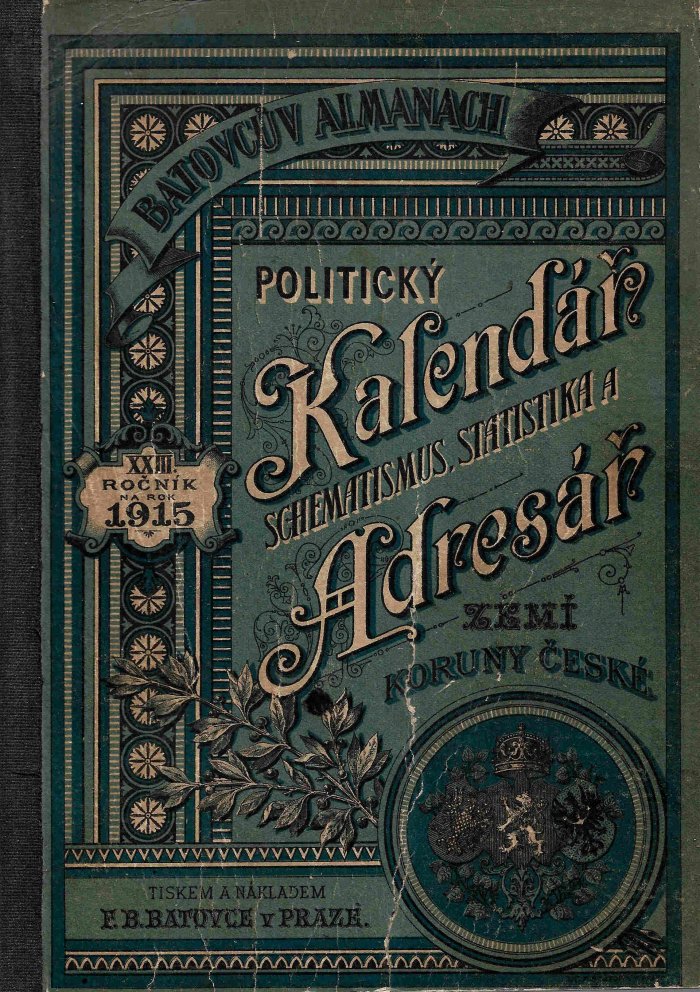 BATOVCŮV ALMANACH
POLITICKÝ
Kalendář
SCHEMATISMUS, STATISTIKA A
Adresář
ZEMÍ
KORUNY ČESKÉ.
XXIII.
ROČNÍK
NA ROK
1915
TISKEM A NÁKLADEM
F. B. BATOVCE V PRAZE.